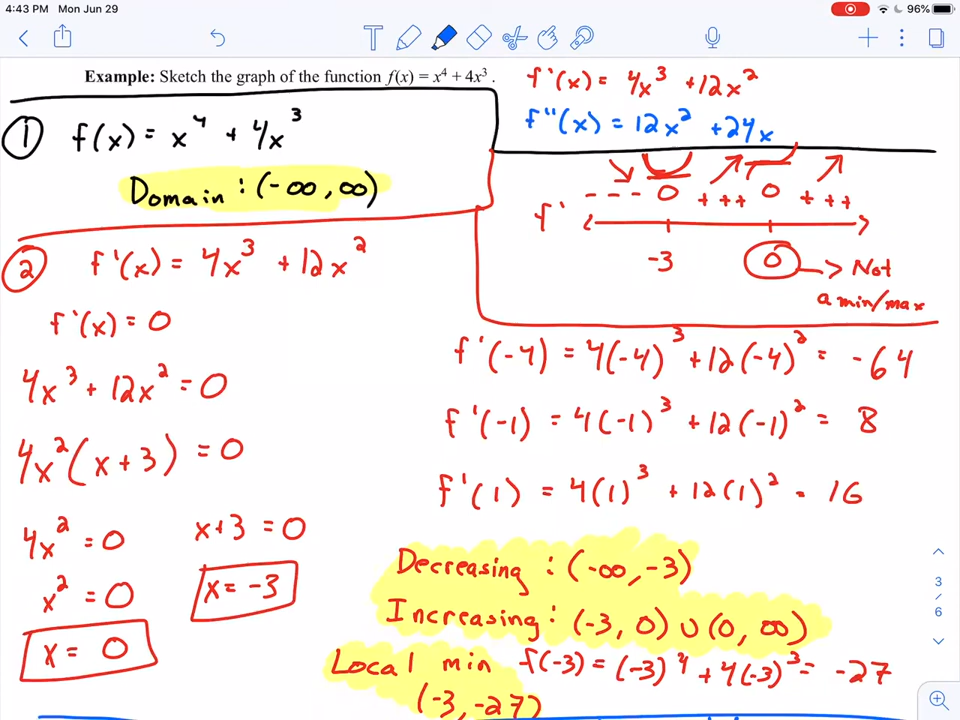 4:43 PM Mon Jun 29
96%
T
Example: Sketch the graph of the function f(x) = x⁴ + 4x³ .
f'(x) = 4x³ + 12x²
f''(x) = 12x² + 24x
1 f(x) = x⁴ + 4x³
Domain : (-∞, ∞)
- - - 0 + + + 0 + + +
f'
-3 0 -> Not
a min/max
2 f'(x) = 4x³ + 12x²
f'(x) = 0
4x³ + 12x² = 0
4x²(x+3) = 0
4x² = 0 x+3 = 0
x² = 0 x = -3
x = 0
f'(-4) = 4(-4)³ + 12(-4)² = -64
f'(-1) = 4(-1)³ + 12(-1)² = 8
f'(1) = 4(1)³ + 12(1)² = 16
Decreasing : (-∞, -3)
Increasing : (-3, 0) ∪ (0, ∞)
Local min f(-3) = (-3)⁴ + 4(-3)³ = -27
(-3, -27)
3
/
6